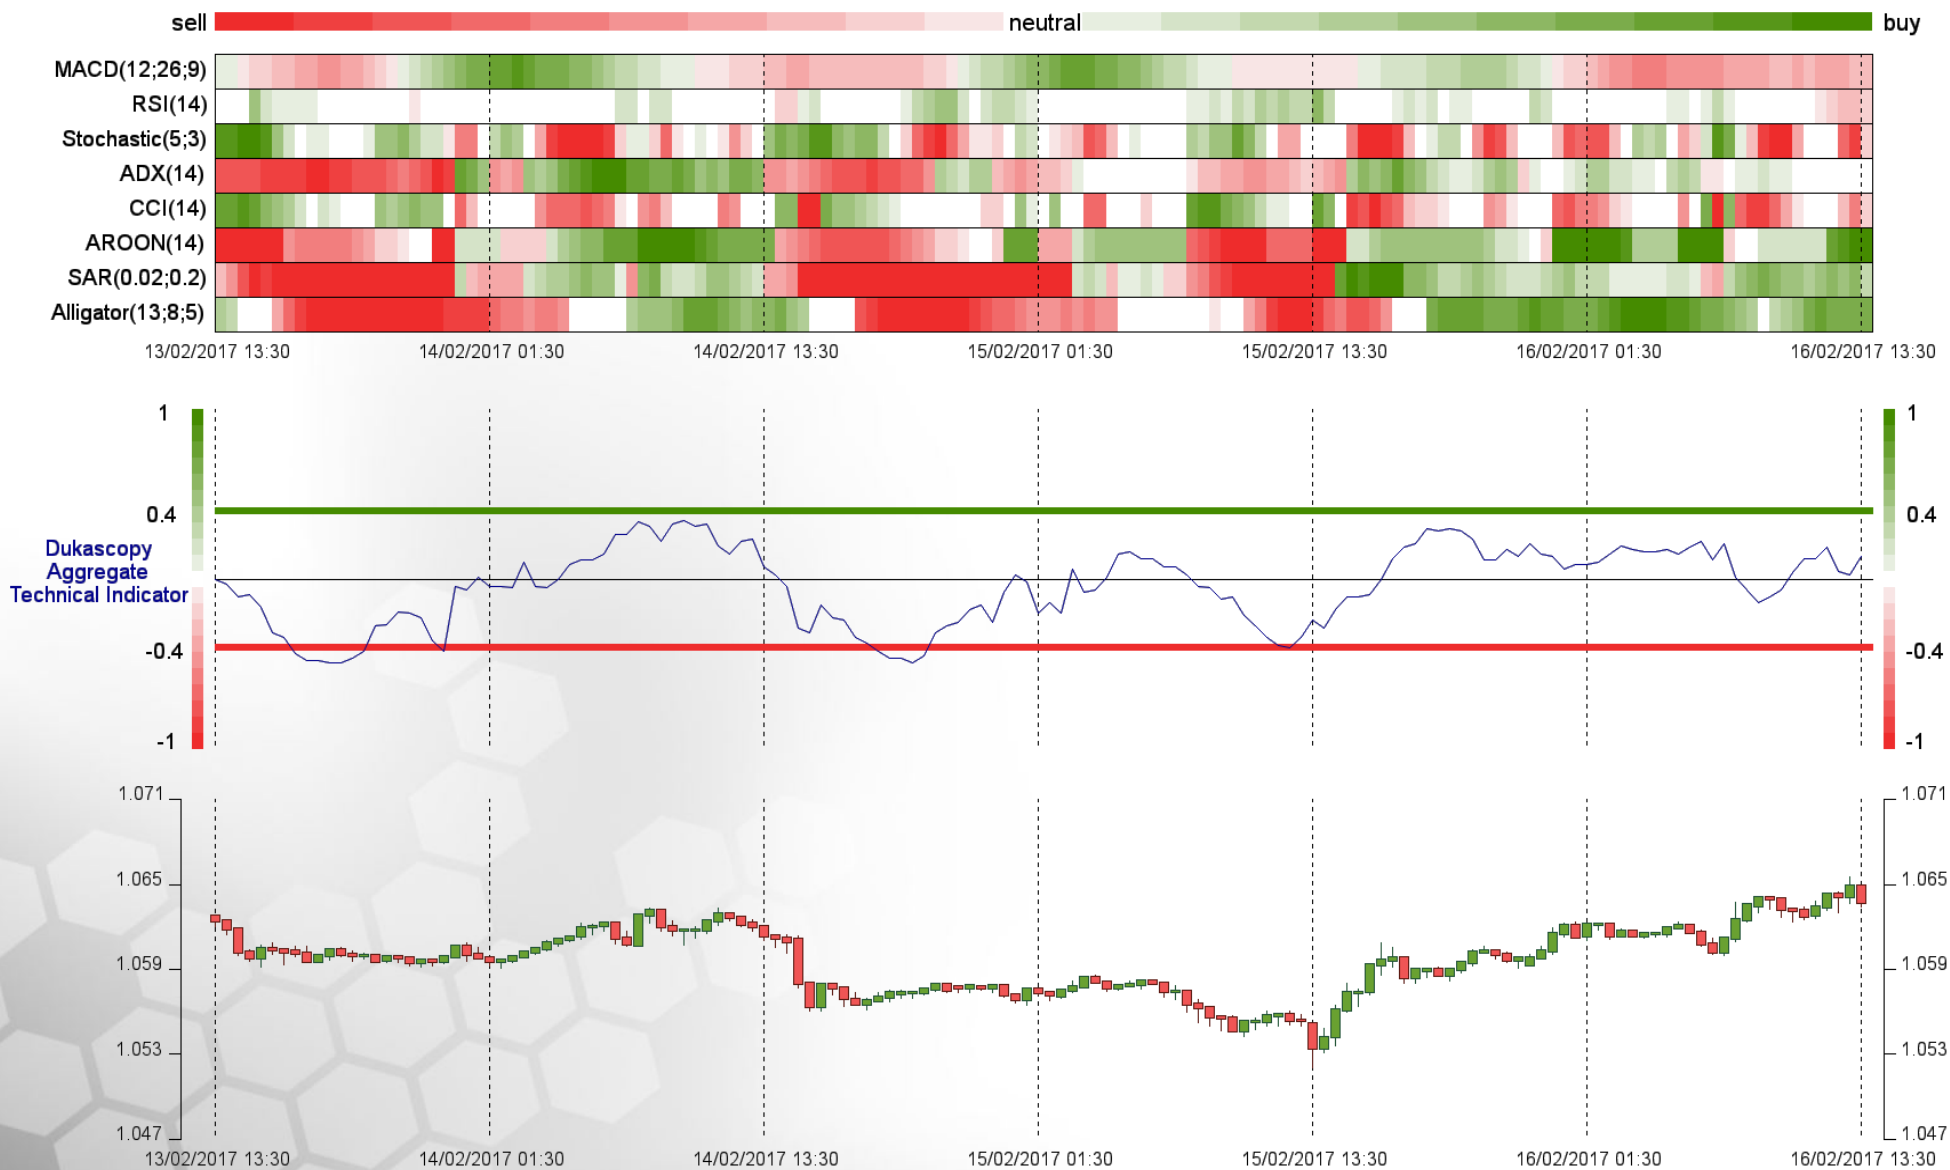 sell neutral buy
MACD(12;26;9)
RSI(14)
Stochastic(5;3)
ADX(14)
CCI(14)
AROON(14)
SAR(0.02;0.2)
Alligator(13;8;5)
13/02/2017 13:30 14/02/2017 01:30 14/02/2017 13:30 15/02/2017 01:30 15/02/2017 13:30 16/02/2017 01:30 16/02/2017 13:30
1 1
0.4 0.4
Dukascopy
Aggregate
Technical Indicator
-0.4 -0.4
-1 -1
1.071 1.071
1.065 1.065
1.059 1.059
1.053 1.053
1.047 1.047
13/02/2017 13:30 14/02/2017 01:30 14/02/2017 13:30 15/02/2017 01:30 15/02/2017 13:30 16/02/2017 01:30 16/02/2017 13:30